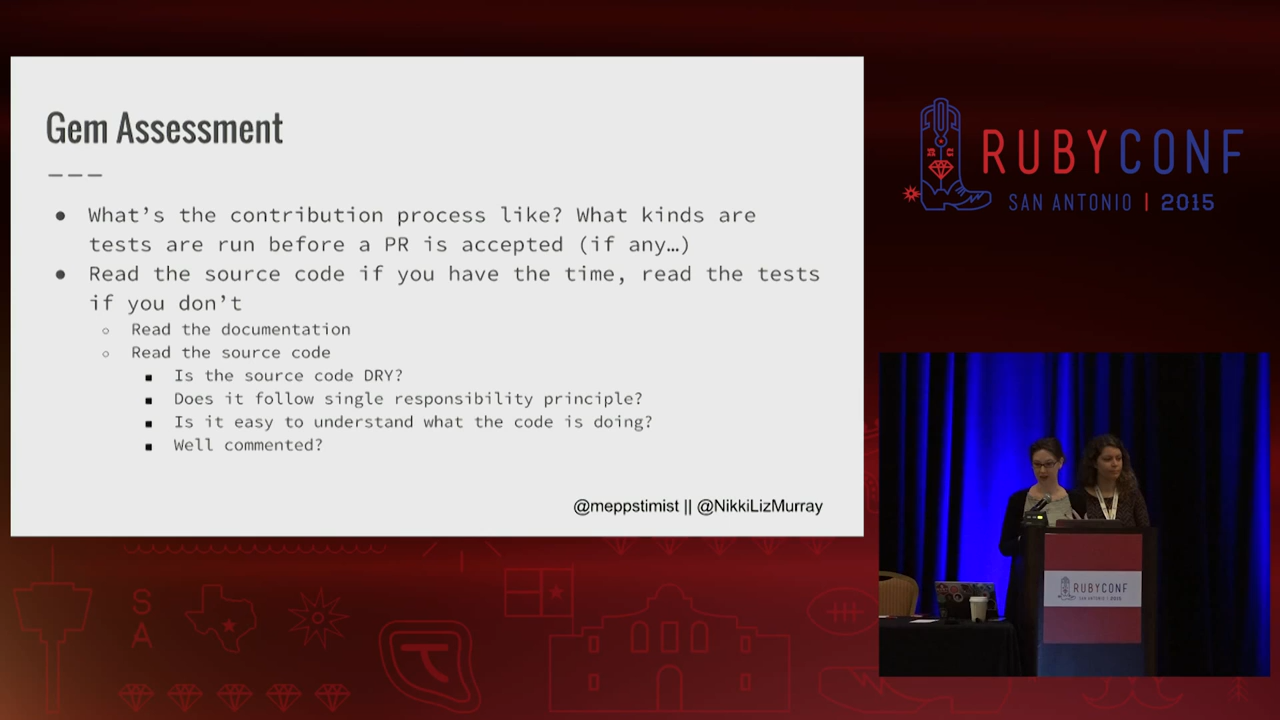 Gem Assessment
● What's the contribution process like? What kinds are
tests are run before a PR is accepted (if any…)
● Read the source code if you have the time, read the tests
if you don't
○ Read the documentation
○ Read the source code
■ Is the source code DRY?
■ Does it follow single responsibility principle?
■ Is it easy to understand what the code is doing?
■ Well commented?
@meppstimist || @NikkiLizMurray
RUBYCONF
SAN ANTONIO | 2015
RUBYCONF
SAN ANTONIO | 2015
S
A